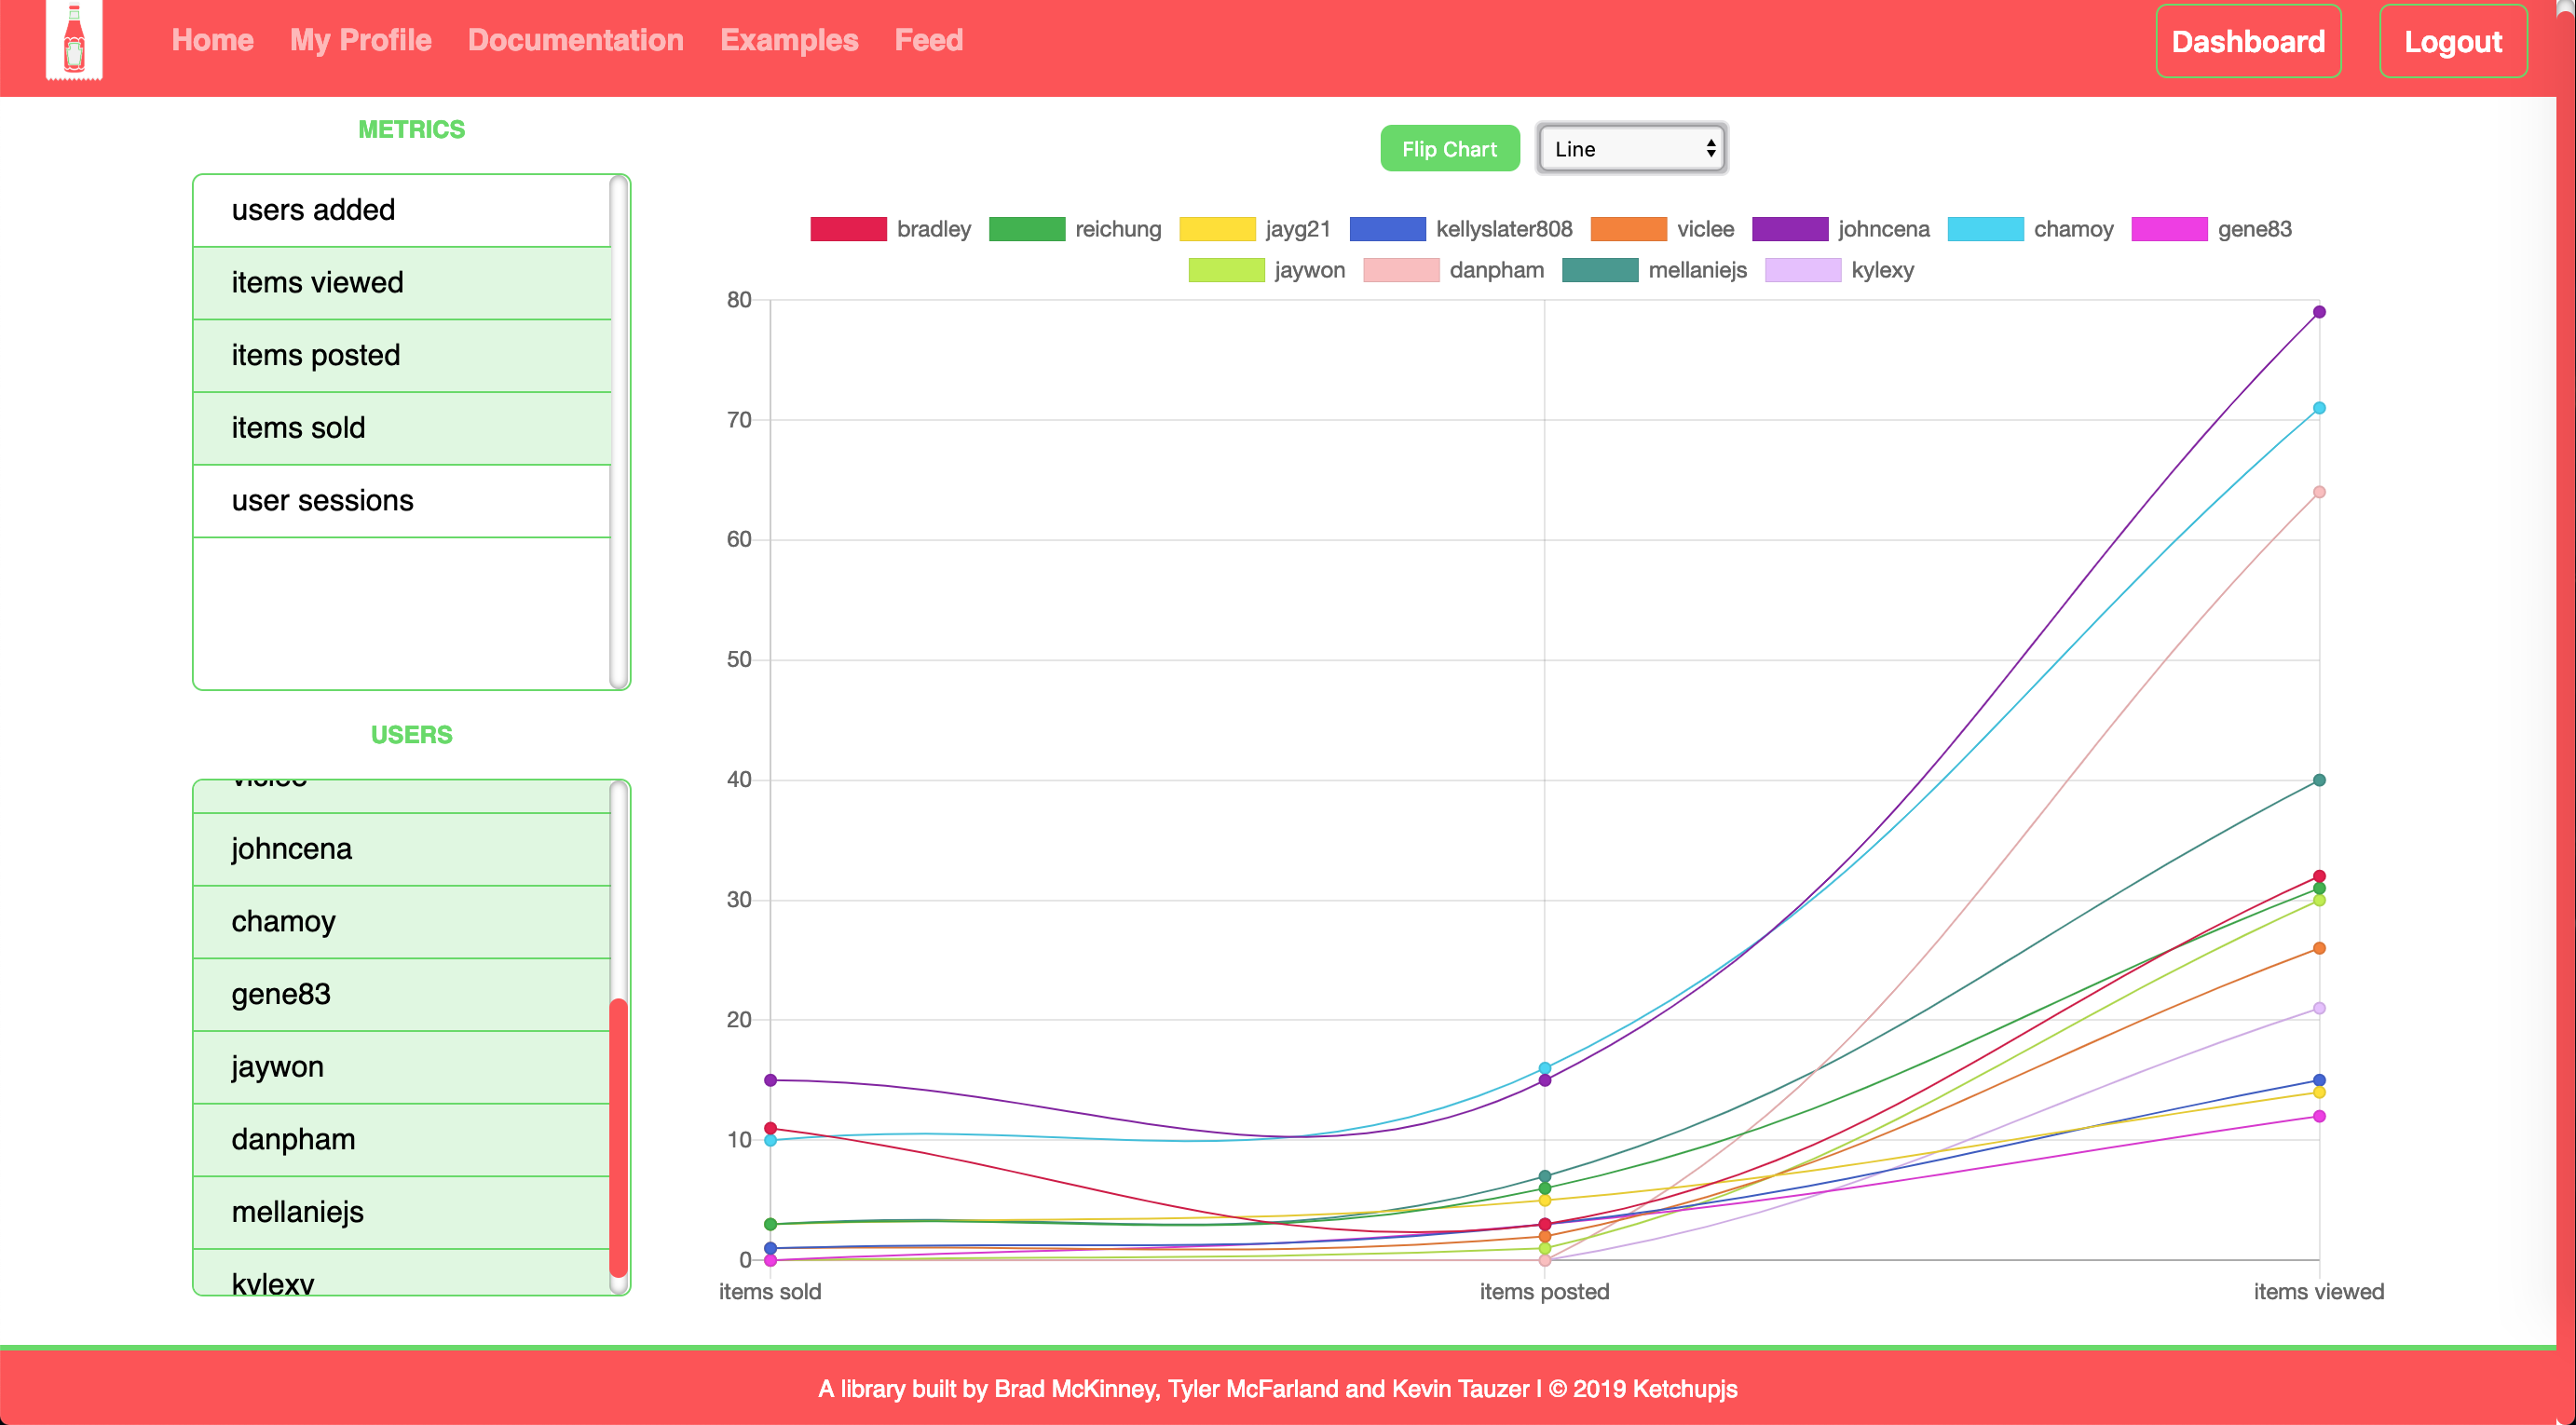 Home My Profile Documentation Examples Feed Dashboard Logout
METRICS
users added
items viewed
items posted
items sold
user sessions
USERS
viclee
johncena
chamoy
gene83
jaywon
danpham
mellaniejs
kylexy
Flip Chart Line
bradley reichung jayg21 kellyslater808 viclee johncena chamoy gene83
jaywon danpham mellaniejs kylexy
80
70
60
50
40
30
20
10
0
items sold items posted items viewed
A library built by Brad McKinney, Tyler McFarland and Kevin Tauzer | © 2019 Ketchupjs